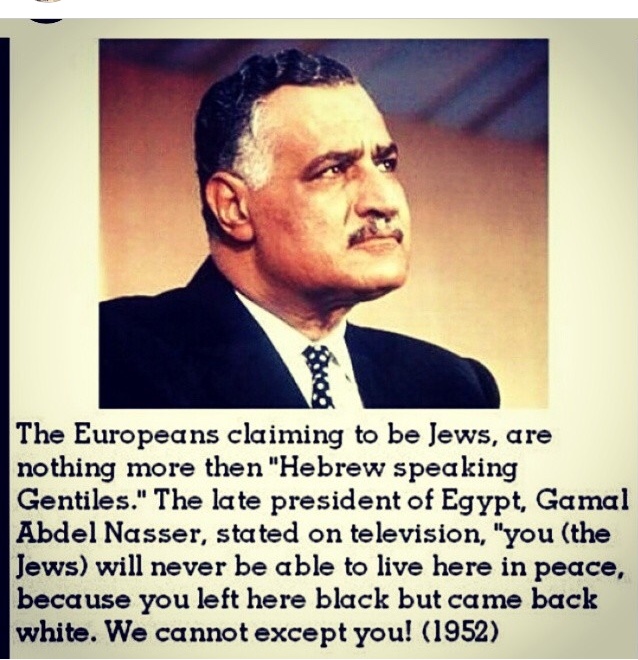 The Europeans claiming to be Jews, are
nothing more then "Hebrew speaking
Gentiles." The late president of Egypt, Gamal
Abdel Nasser, stated on television, "you (the
Jews) will never be able to live here in peace,
because you left here black but came back
white. We cannot except you! (1952)